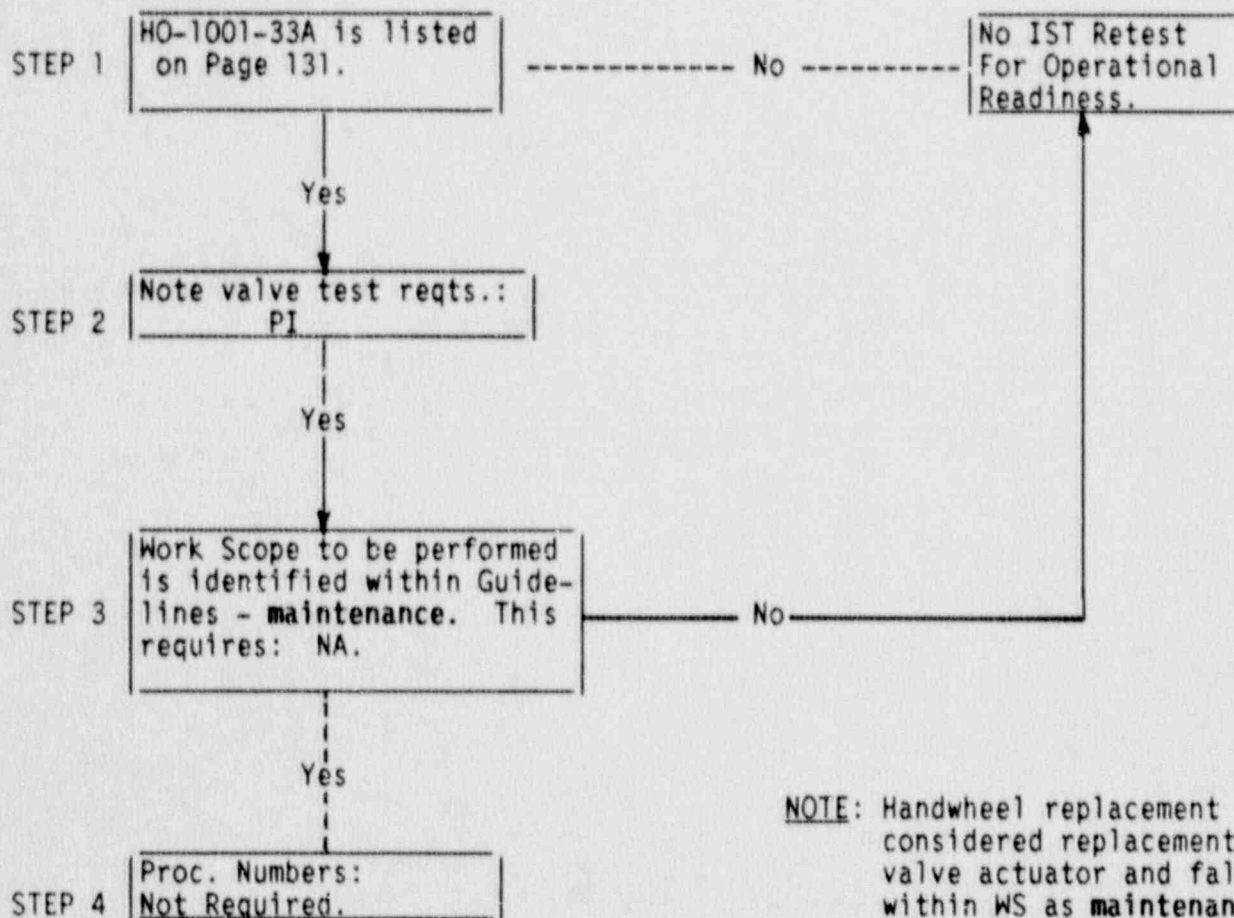 STEP 1
HO-1001-33A is listed
on Page 131.
No
No IST Retest
For Operational
Readiness.
Yes
STEP 2
Note valve test reqts.:
PI
Yes
STEP 3
Work Scope to be performed
is identified within Guide-
lines - maintenance. This
requires: NA.
No
Yes
STEP 4
Proc. Numbers:
Not Required.
NOTE: Handwheel replacement
considered replacement
valve actuator and fal
within WS as maintenan